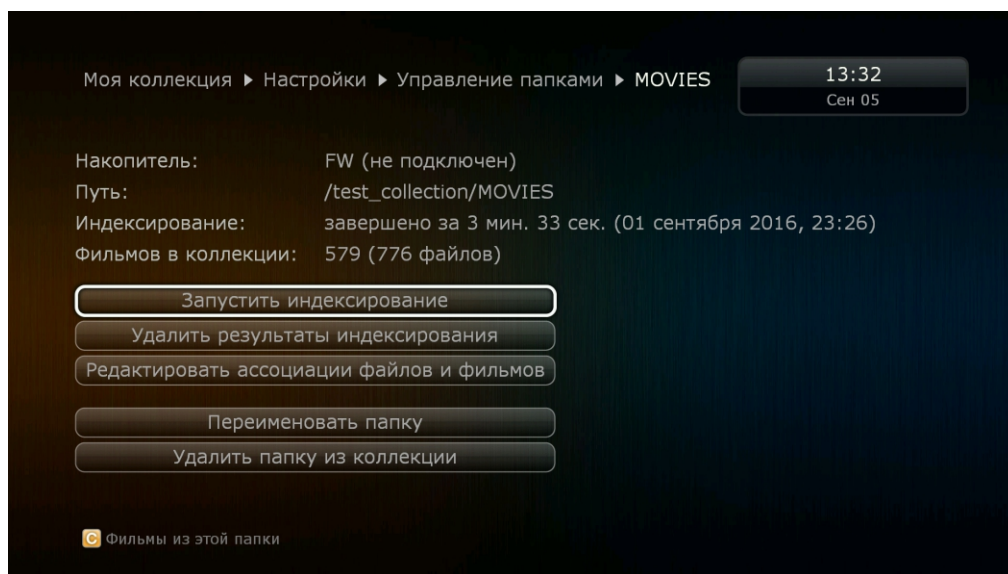 Моя коллекция ▶ Настройки ▶ Управление папками ▶ MOVIES
13:32
Сен 05
Накопитель: FW (не подключен)
Путь: /test_collection/MOVIES
Индексирование: завершено за 3 мин. 33 сек. (01 сентября 2016, 23:26)
Фильмов в коллекции: 579 (776 файлов)
Запустить индексирование
Удалить результаты индексирования
Редактировать ассоциации файлов и фильмов
Переименовать папку
Удалить папку из коллекции
C Фильмы из этой папки